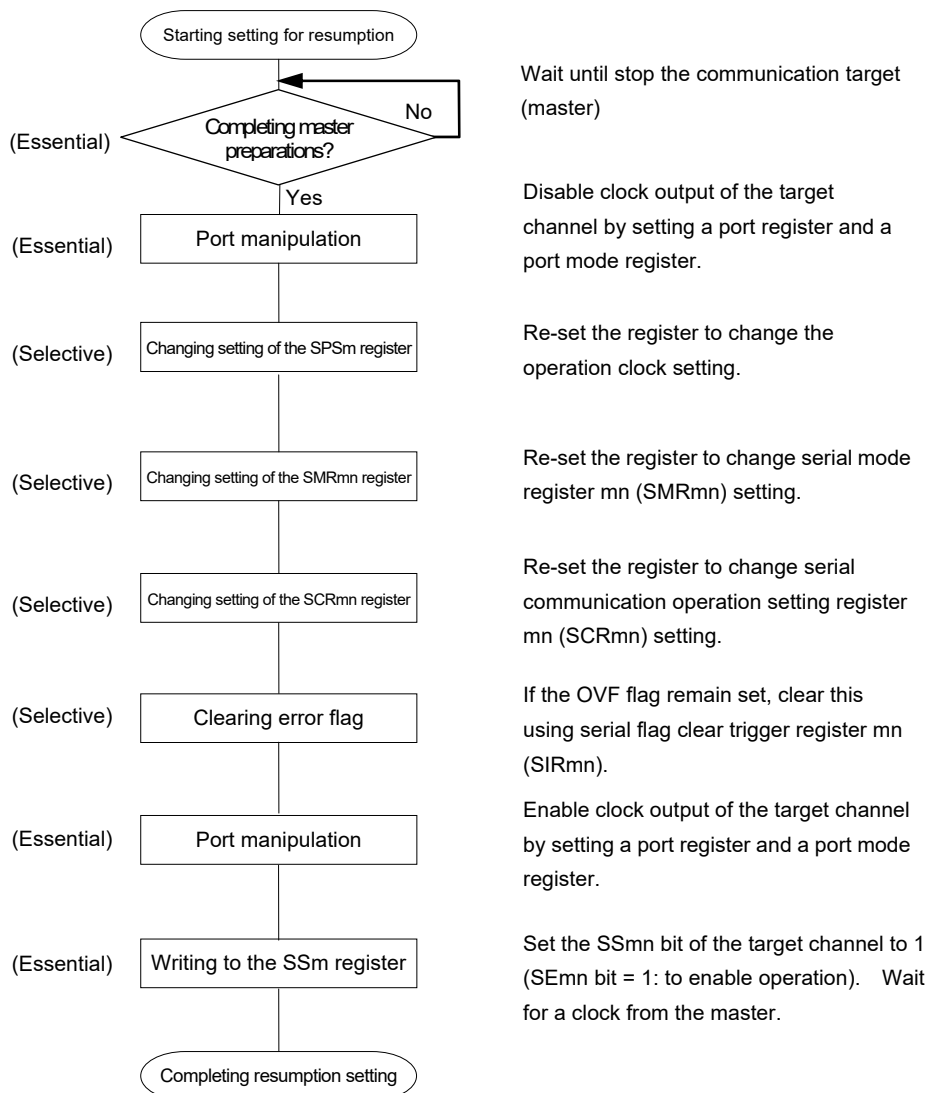 Starting setting for resumption
Wait until stop the communication target
(master)
No
(Essential)
Completing master
preparations?
Yes
Disable clock output of the target
channel by setting a port register and a
port mode register.
(Essential)
Port manipulation
(Selective)
Changing setting of the SPSm register
Re-set the register to change the
operation clock setting.
(Selective)
Changing setting of the SMRmn register
Re-set the register to change serial mode
register mn (SMRmn) setting.
(Selective)
Changing setting of the SCRmn register
Re-set the register to change serial
communication operation setting register
mn (SCRmn) setting.
(Selective)
Clearing error flag
If the OVF flag remain set, clear this
using serial flag clear trigger register mn
(SIRmn).
(Essential)
Port manipulation
Enable clock output of the target channel
by setting a port register and a port mode
register.
(Essential)
Writing to the SSm register
Set the SSmn bit of the target channel to 1
(SEmn bit = 1: to enable operation). Wait
for a clock from the master.
Completing resumption setting